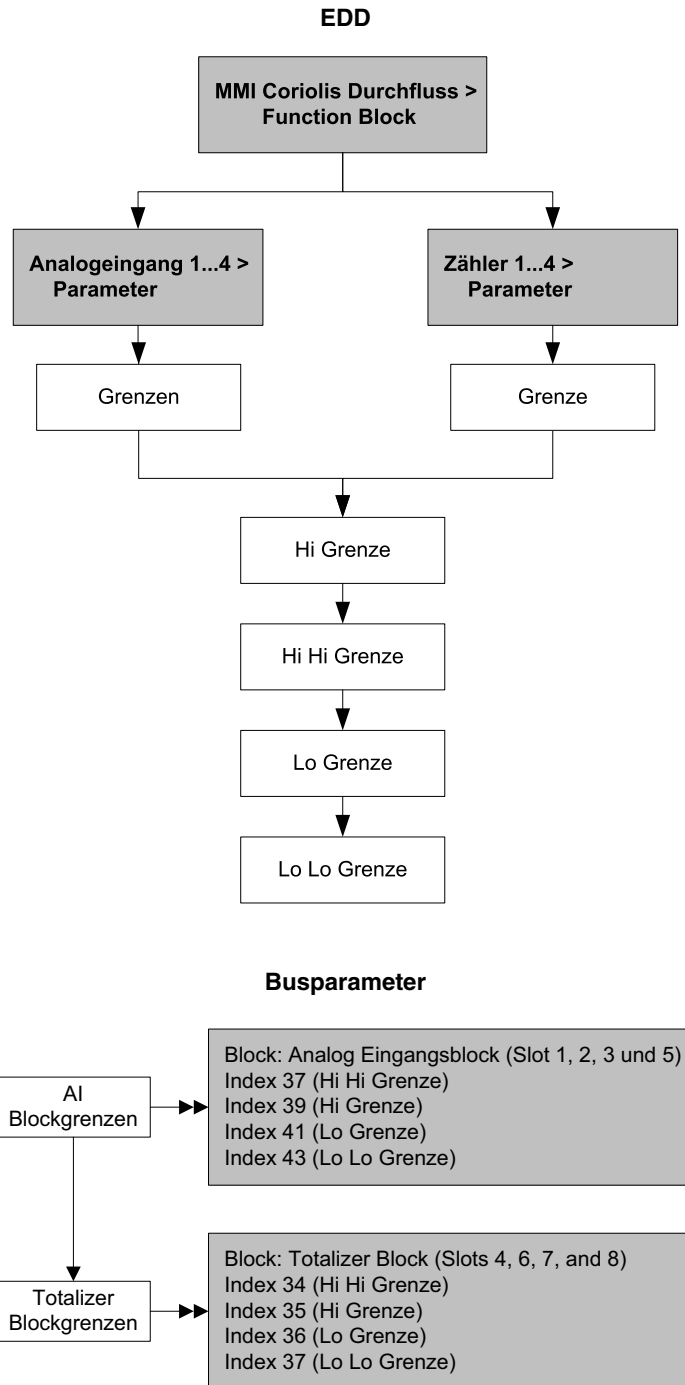 EDD
MMI Coriolis Durchfluss >
Function Block
Analogeingang 1...4 >
Parameter
Zähler 1...4 >
Parameter
Grenzen
Grenze
Hi Grenze
Hi Hi Grenze
Lo Grenze
Lo Lo Grenze
Busparameter
AI
Blockgrenzen
Block: Analog Eingangsblock (Slot 1, 2, 3 und 5)
Index 37 (Hi Hi Grenze)
Index 39 (Hi Grenze)
Index 41 (Lo Grenze)
Index 43 (Lo Lo Grenze)
Totalizer
Blockgrenzen
Block: Totalizer Block (Slots 4, 6, 7, and 8)
Index 34 (Hi Hi Grenze)
Index 35 (Hi Grenze)
Index 36 (Lo Grenze)
Index 37 (Lo Lo Grenze)